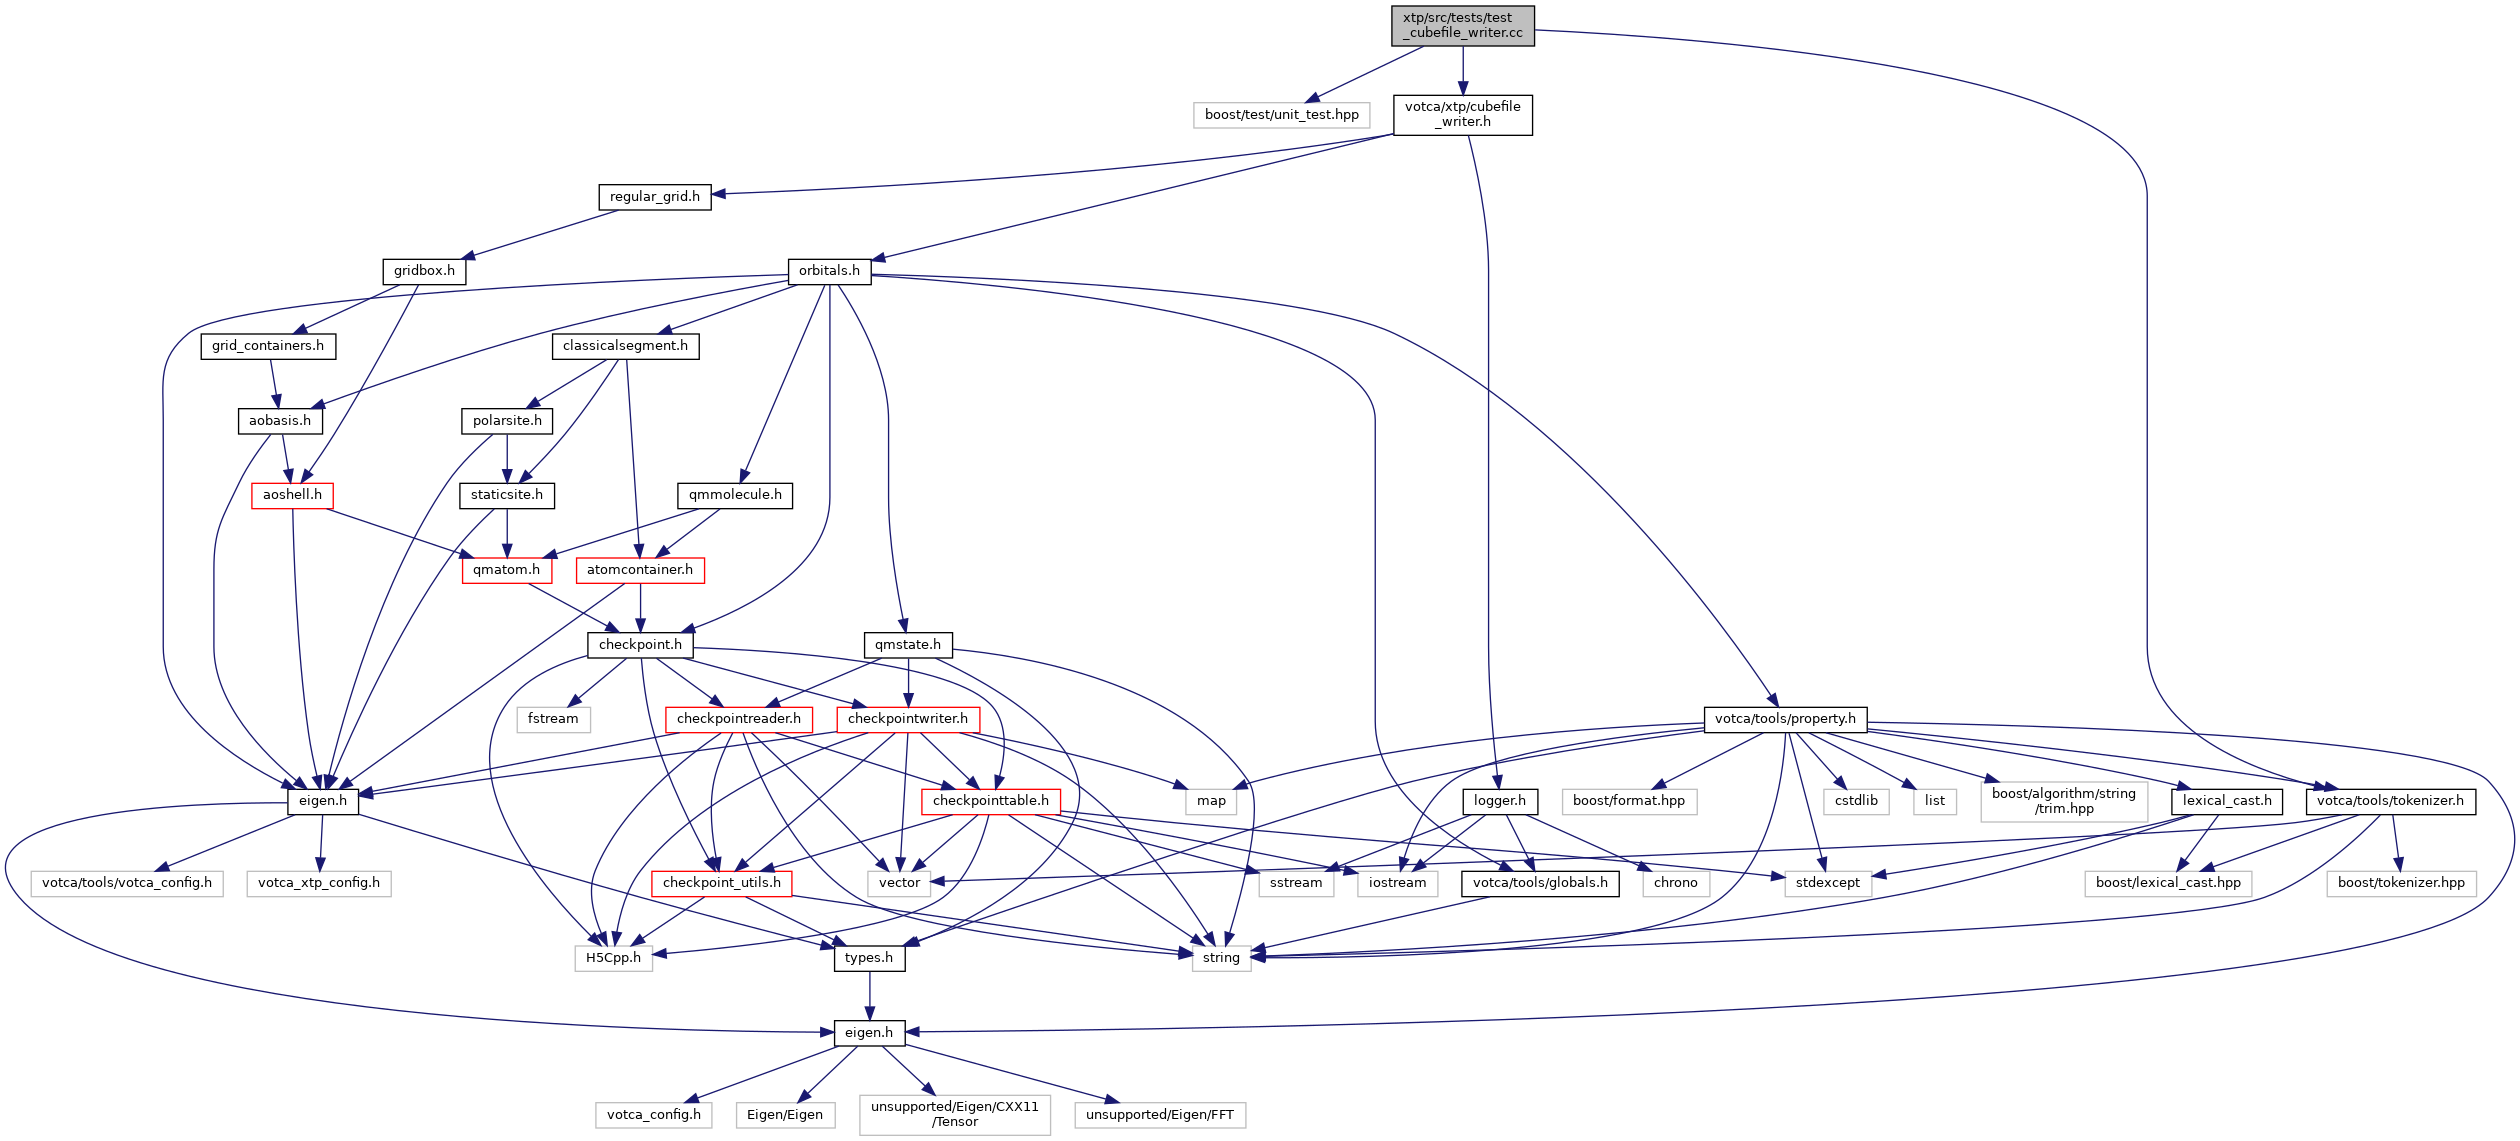 xtp/src/tests/test
_cubefile_writer.cc
boost/test/unit_test.hpp
votca/xtp/cubefile
_writer.h
regular_grid.h
gridbox.h
orbitals.h
grid_containers.h
classicalsegment.h
aobasis.h
polarsite.h
aoshell.h
staticsite.h
qmmolecule.h
qmatom.h
atomcontainer.h
checkpoint.h
qmstate.h
fstream
checkpointreader.h
checkpointwriter.h
votca/tools/property.h
eigen.h
checkpointtable.h
map
logger.h
boost/format.hpp
cstdlib
list
boost/algorithm/string
/trim.hpp
lexical_cast.h
votca/tools/tokenizer.h
votca/tools/votca_config.h
votca_xtp_config.h
checkpoint_utils.h
vector
sstream
iostream
votca/tools/globals.h
chrono
stdexcept
boost/lexical_cast.hpp
boost/tokenizer.hpp
H5Cpp.h
types.h
string
eigen.h
votca_config.h
Eigen/Eigen
unsupported/Eigen/CXX11
/Tensor
unsupported/Eigen/FFT